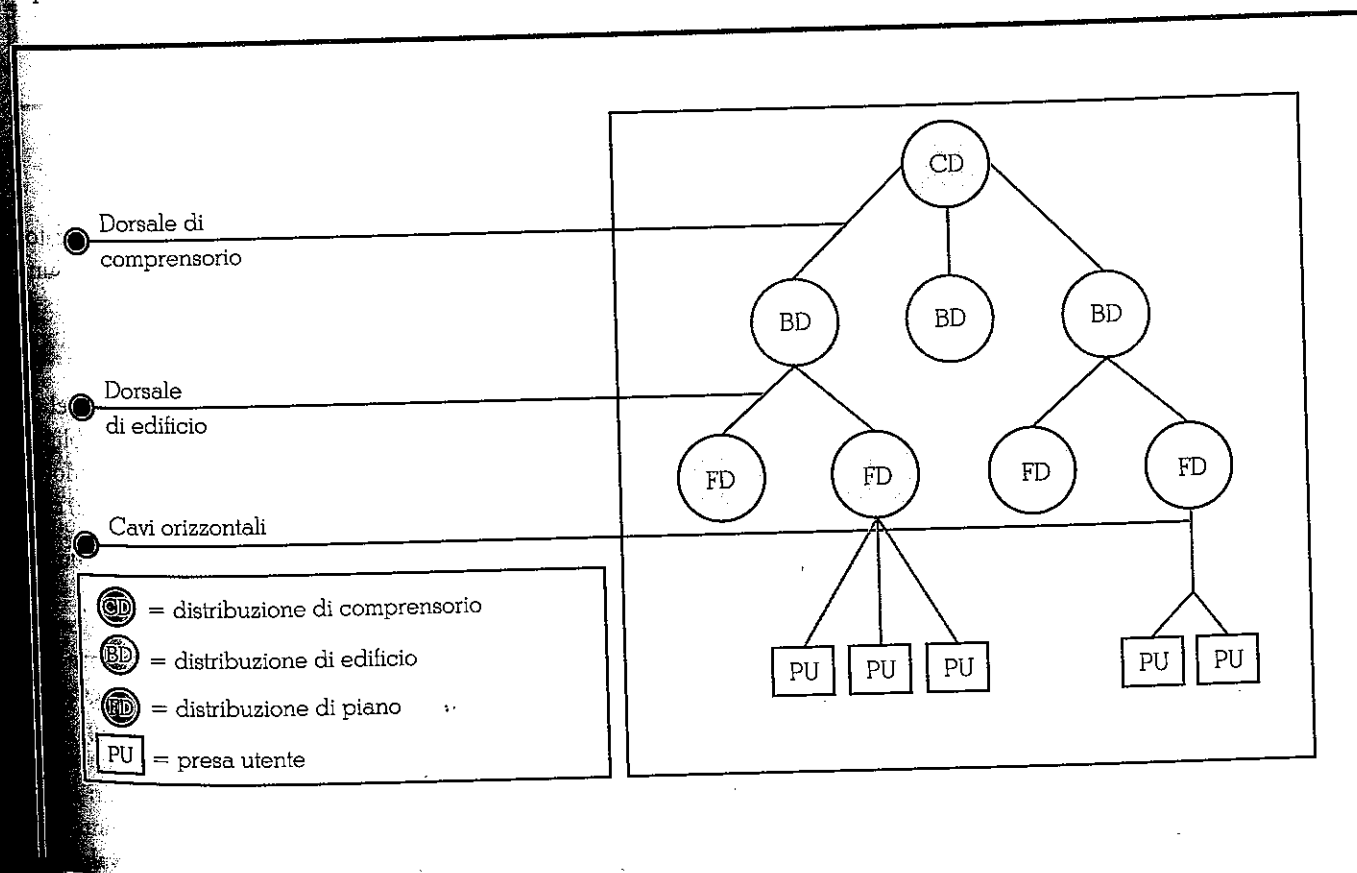 CD
Dorsale di
comprensorio
BD BD BD
Dorsale
di edificio
FD FD FD FD
Cavi orizzontali
PU PU PU PU PU
CD = distribuzione di comprensorio
BD = distribuzione di edificio
FD = distribuzione di piano
PU = presa utente